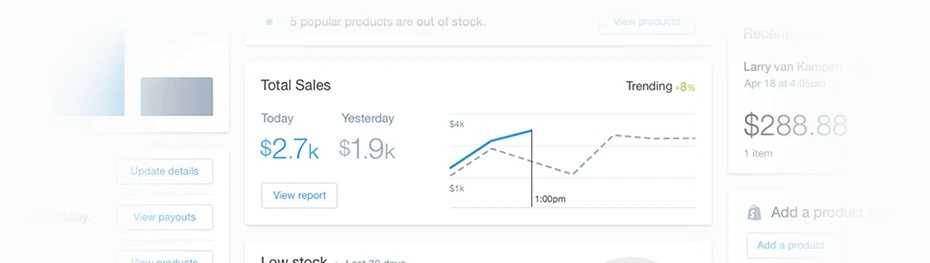 5 popular products are out of stock.
View products
Update details
today.
View payouts
View products
Total Sales
Trending +8%
Today
Yesterday
$2.7k
$1.9k
View report
$4k
$1k
1:00pm
Low stock - Last 30 days
Recent
Larry van Kampen
Apr 18 at 4.05pm
$288.88
1 item
Add a product
Add a product